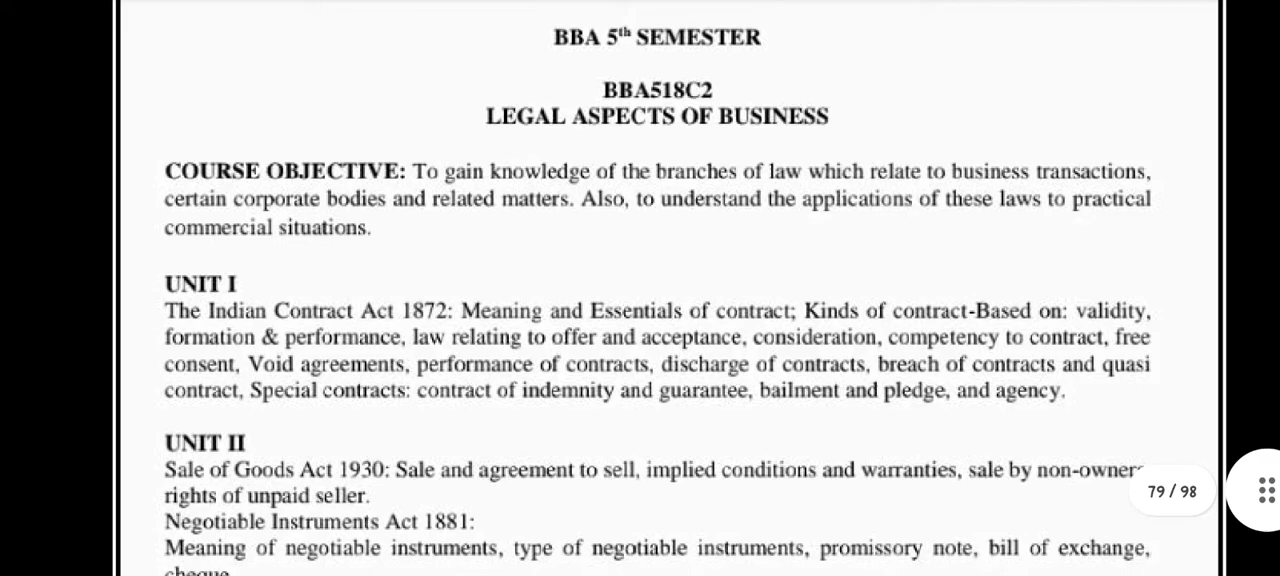 BBA 5th SEMESTER
BBA518C2
LEGAL ASPECTS OF BUSINESS
COURSE OBJECTIVE: To gain knowledge of the branches of law which relate to business transactions,
certain corporate bodies and related matters. Also, to understand the applications of these laws to practical
commercial situations.
UNIT I
The Indian Contract Act 1872: Meaning and Essentials of contract; Kinds of contract-Based on: validity,
formation & performance, law relating to offer and acceptance, consideration, competency to contract, free
consent, Void agreements, performance of contracts, discharge of contracts, breach of contracts and quasi
contract, Special contracts: contract of indemnity and guarantee, bailment and pledge, and agency.
UNIT II
Sale of Goods Act 1930: Sale and agreement to sell, implied conditions and warranties, sale by non-owners
rights of unpaid seller.
79 / 98
Negotiable Instruments Act 1881:
Meaning of negotiable instruments, type of negotiable instruments, promissory note, bill of exchange,
cheque